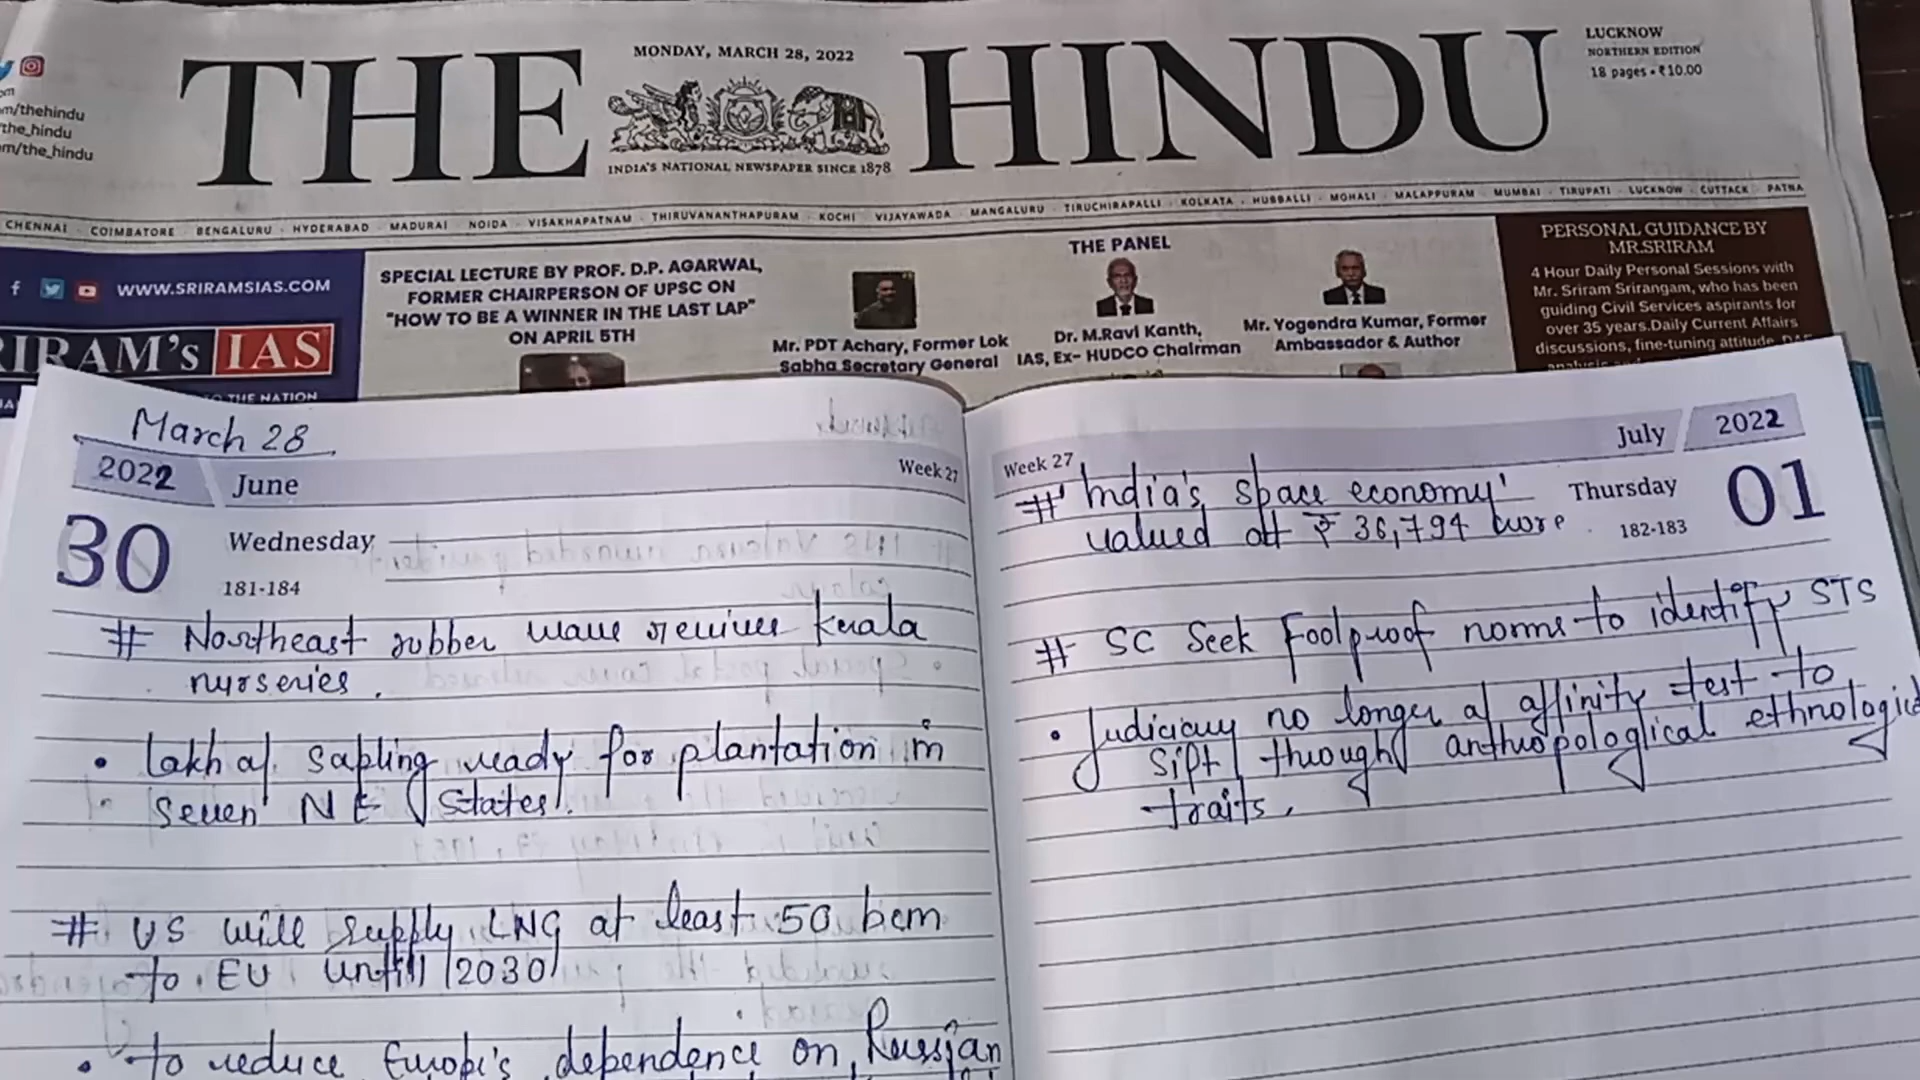 MONDAY, MARCH 28, 2022
THE HINDU
INDIA'S NATIONAL NEWSPAPER SINCE 1878
LUCKNOW
NORTHERN EDITION
18 pages • ₹10.00
m/thehindu
the_hindu
m/the_hindu
CHENNAI · COIMBATORE · BENGALURU · HYDERABAD · MADURAI · NOIDA · VISAKHAPATNAM · THIRUVANANTHAPURAM · KOCHI · VIJAYAWADA · MANGALURU · TIRUCHIRAPALLI · KOLKATA · HUBBALLI · MOHALI · MALAPPURAM · MUMBAI · TIRUPATI · LUCKNOW · CUTTACK · PATNA
WWW.SRIRAMSIAS.COM
RIRAM's IAS
THE NATION
SPECIAL LECTURE BY PROF. D.P. AGARWAL,
FORMER CHAIRPERSON OF UPSC ON
"HOW TO BE A WINNER IN THE LAST LAP"
ON APRIL 5TH
THE PANEL
Mr. PDT Achary, Former Lok
Sabha Secretary General
Dr. M.Ravi Kanth,
IAS, Ex- HUDCO Chairman
Mr. Yogendra Kumar, Former
Ambassador & Author
PERSONAL GUIDANCE BY
MR.SRIRAM
4 Hour Daily Personal Sessions with
Mr. Sriram Srirangam, who has been
guiding Civil Services aspirants for
over 35 years.Daily Current Affairs
discussions, fine-tuning attitude,
March 28
2022 June Week 27
30 Wednesday
181-184
# Northeast rubber wave revives Kerala
nurseries.
• lakh of sapling ready for plantation in
seven NE states.
# US will supply LNG at least 50 bcm
to EU untill 2030
• to reduce Europe's dependence on Russian
Week 27 July 2022
Thursday 01
182-183
# 'India's space economy'
valued at ₹ 36,794 crore
# SC Seek Foolproof norms to identify STS
• Judiciary no longer of affinity test to
sift through anthropological ethnological
traits.